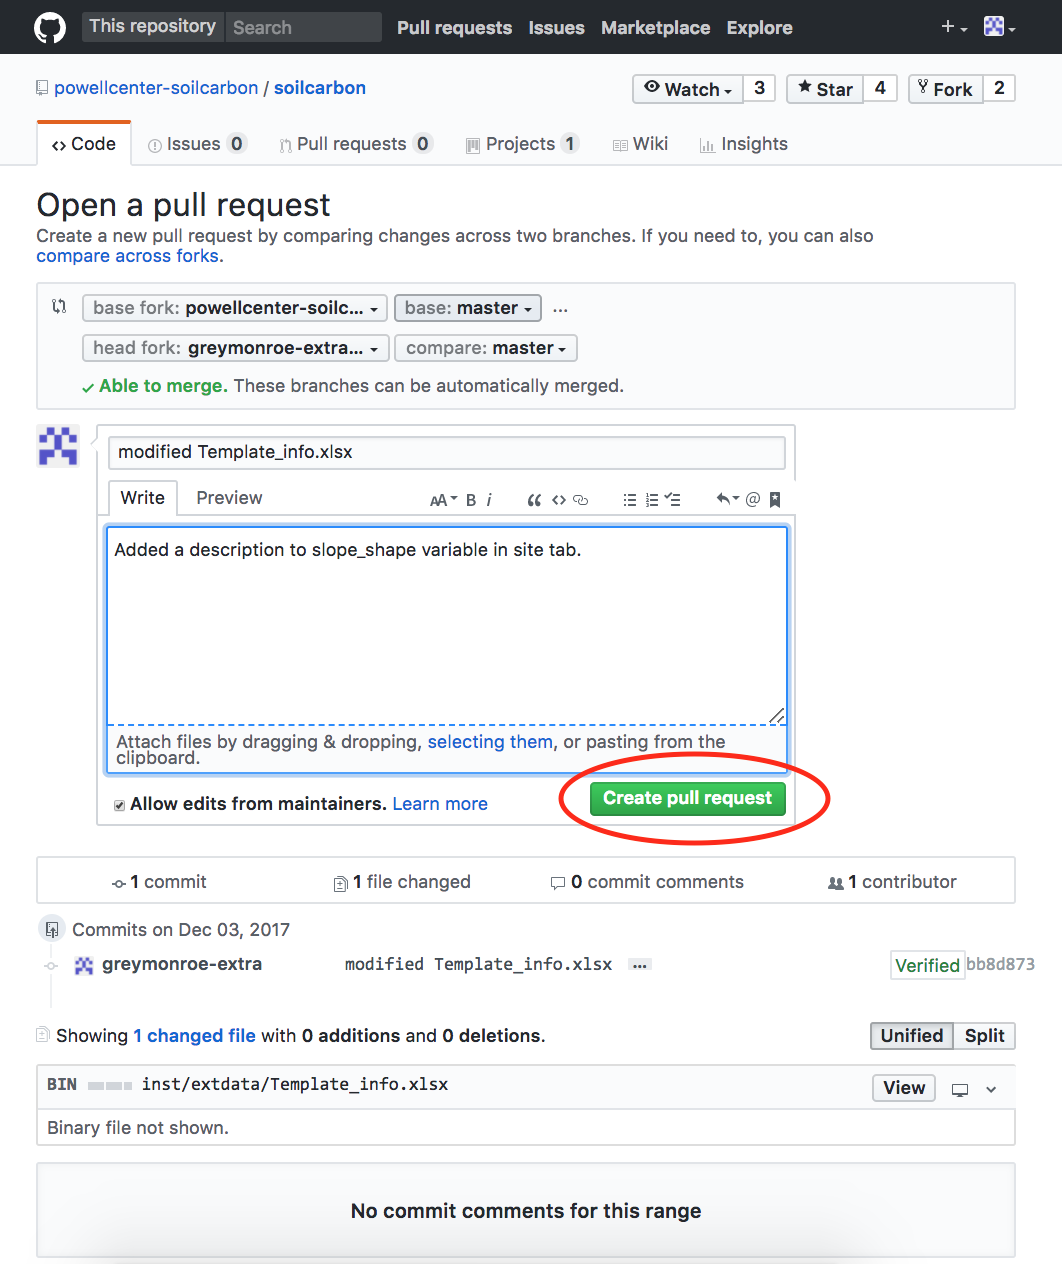 This repository Search Pull requests Issues Marketplace Explore
powellcenter-soilcarbon / soilcarbon Watch 3 Star 4 Fork 2
Code Issues 0 Pull requests 0 Projects 1 Wiki Insights
Open a pull request
Create a new pull request by comparing changes across two branches. If you need to, you can also
compare across forks.
base fork: powellcenter-soilc... base: master ...
head fork: greymonroe-extra... compare: master
Able to merge. These branches can be automatically merged.
modified Template_info.xlsx
Write Preview AA B i “ <> @
Added a description to slope_shape variable in site tab.
Attach files by dragging & dropping, selecting them, or pasting from the
clipboard.
Allow edits from maintainers. Learn more Create pull request
1 commit 1 file changed 0 commit comments 1 contributor
Commits on Dec 03, 2017
greymonroe-extra modified Template_info.xlsx ... Verified bb8d873
Showing 1 changed file with 0 additions and 0 deletions. Unified Split
BIN inst/extdata/Template_info.xlsx View
Binary file not shown.
No commit comments for this range